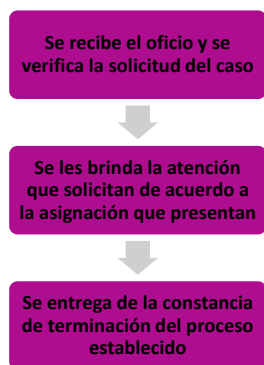 Se recibe el oficio y se
verifica la solicitud del caso
Se les brinda la atención
que solicitan de acuerdo a
la asignación que presentan
Se entrega de la constancia
de terminación del proceso
establecido